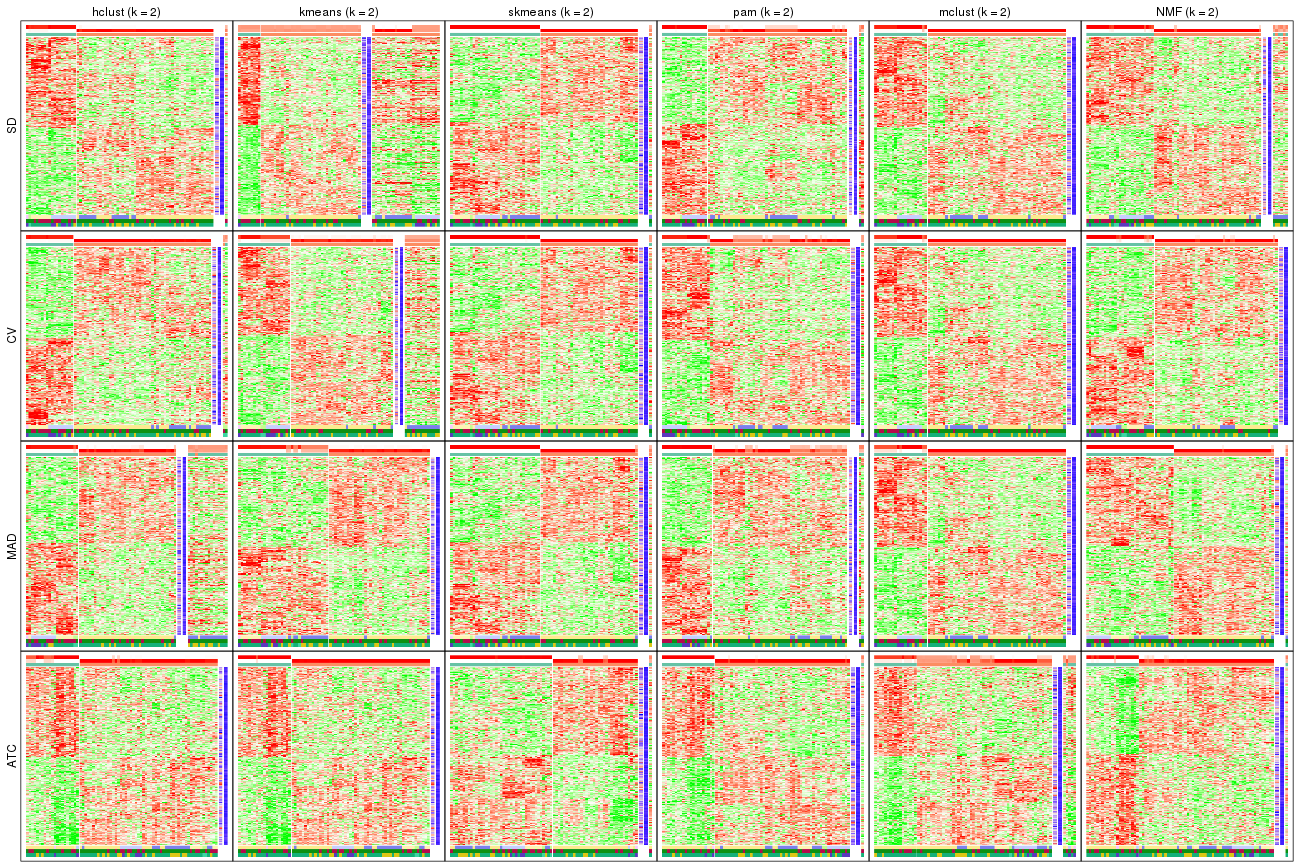 hclust (k = 2) kmeans (k = 2) skmeans (k = 2) pam (k = 2) mclust (k = 2) NMF (k = 2)
SD
CV
MAD
ATC